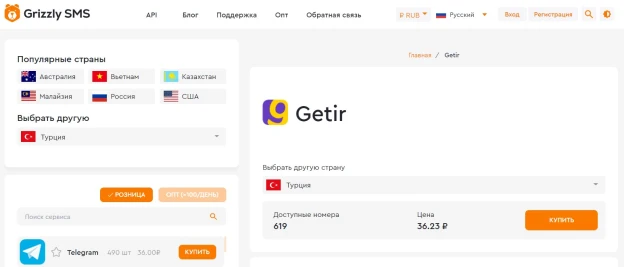 Grizzly SMS
API
Блог
Поддержка
Опт
Обратная связь
₽ RUB
Русский
Вход
Регистрация
Главная / Getir
Популярные страны
Австралия
Вьетнам
Казахстан
Малайзия
Россия
США
Выбрать другую
Турция
РОЗНИЦА
ОПТ (>100/ДЕНЬ)
Поиск сервиса
Telegram 490 шт 36.00₽ КУПИТЬ
Getir
Выбрать другую страну
Турция
Доступные номера
619
Цена
36.23 ₽
КУПИТЬ